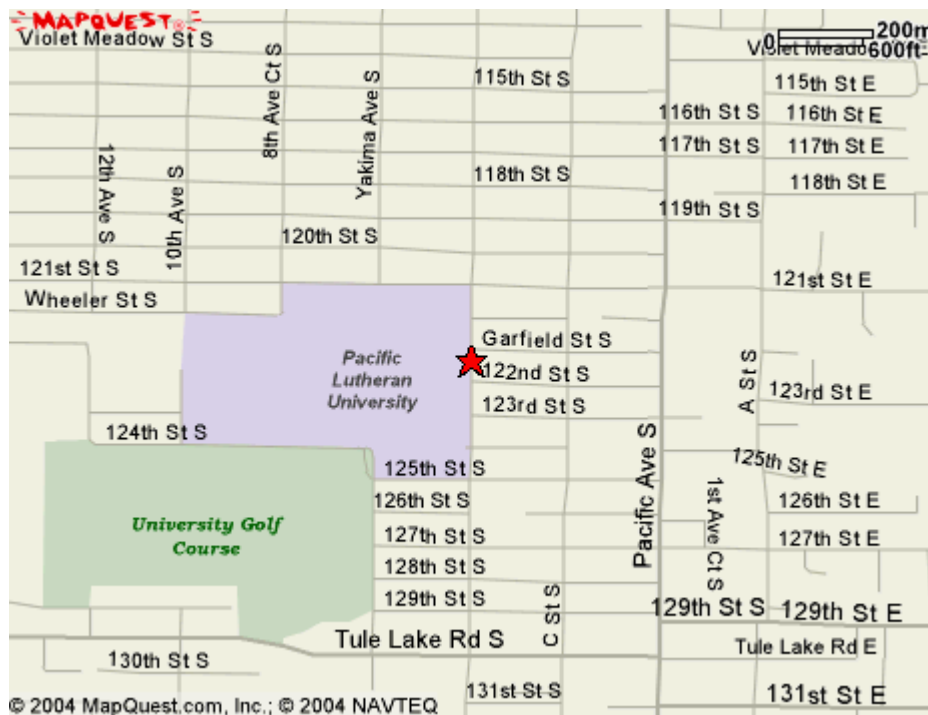 MAPQUEST®
0 200m
600ft
Violet Meadow St S
Violet Meadow
8th Ave Ct S
Yakima Ave S
115th St S
115th St E
116th St S
116th St E
117th St S
117th St E
12th Ave S
10th Ave S
118th St S
118th St E
119th St S
120th St S
121st St S
121st St E
Wheeler St S
Garfield St S
Pacific
Lutheran
University
122nd St S
A St S
123rd St E
123rd St S
124th St S
Pacific Ave S
125th St S
125th St E
1st Ave Ct S
126th St S
126th St E
University Golf
Course
127th St S
127th St E
128th St S
129th St S
C St S
129th St S
129th St E
Tule Lake Rd S
Tule Lake Rd E
130th St S
131st St S
131st St E
© 2004 MapQuest.com, Inc.; © 2004 NAVTEQ